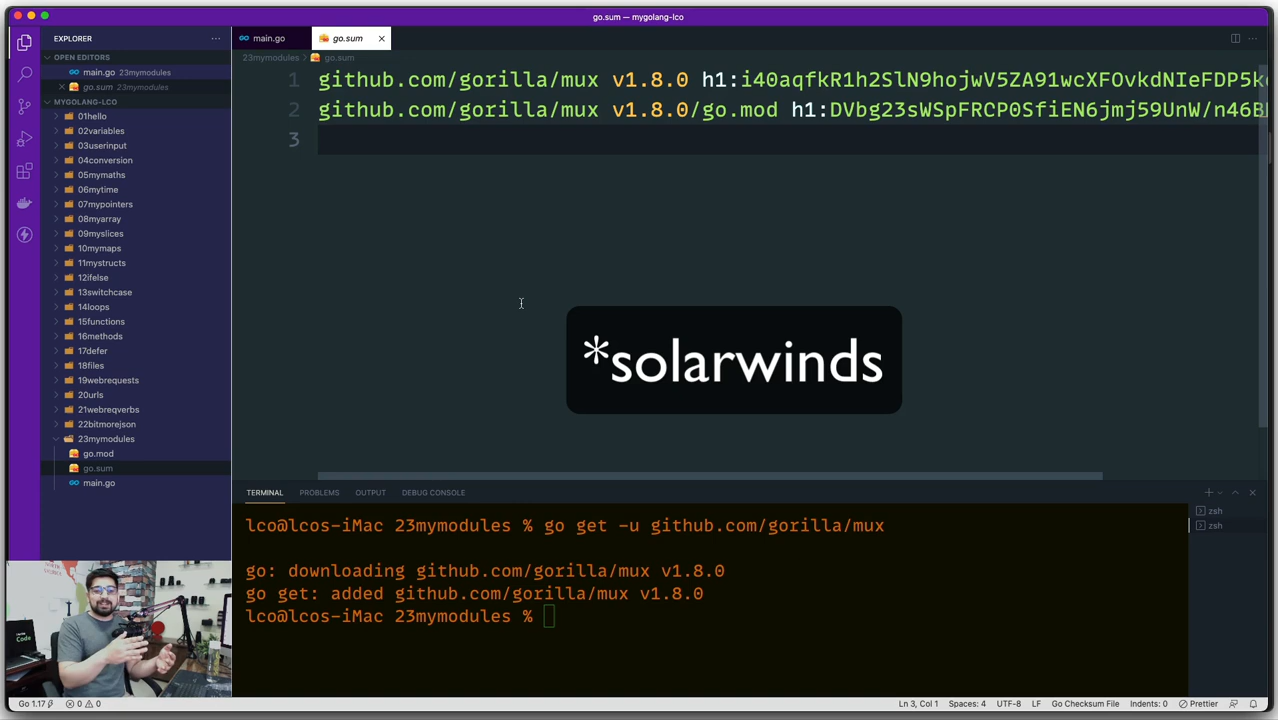 go.sum — mygolang-lco
EXPLORER
OPEN EDITORS
main.go 23mymodules
go.sum 23mymodules
MYGOLANG-LCO
01hello
02variables
03userinput
04conversion
05mymaths
06mytime
07mypointers
08myarray
09myslices
10mymaps
11mystructs
12ifelse
13switchcase
14loops
15functions
16methods
17defer
18files
19webrequests
20urls
21webreqverbs
22bitmorejson
23mymodules
go.mod
go.sum
main.go
main.go
go.sum
23mymodules > go.sum
1 github.com/gorilla/mux v1.8.0 h1:i40aqfkR1h2SlN9hojwV5ZA91wcXFOvkdNIeFDP5k
2 github.com/gorilla/mux v1.8.0/go.mod h1:DVbg23sWSpFRCP0SfiEN6jmj59UnW/n46B
3
*solarwinds
TERMINAL PROBLEMS OUTPUT DEBUG CONSOLE
lco@lcos-iMac 23mymodules % go get -u github.com/gorilla/mux
go: downloading github.com/gorilla/mux v1.8.0
go get: added github.com/gorilla/mux v1.8.0
lco@lcos-iMac 23mymodules %
zsh
zsh
Code
Go 1.17 0 0 Ln 3, Col 1 Spaces: 4 UTF-8 LF Go Checksum File Indents: 0 Prettier